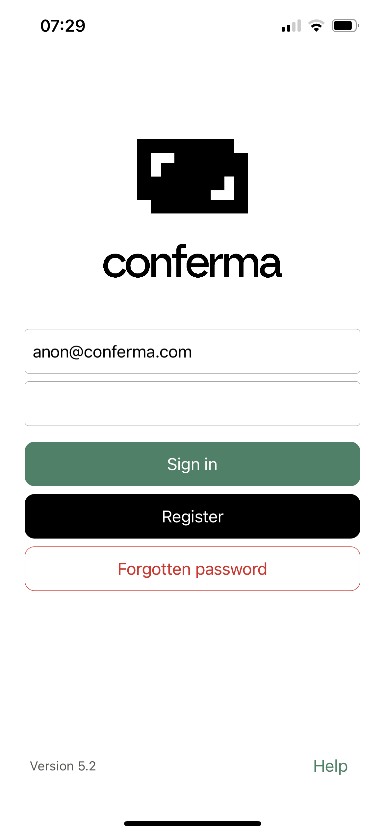 07:29
conferma
anon@conferma.com
Sign in
Register
Forgotten password
Version 5.2
Help